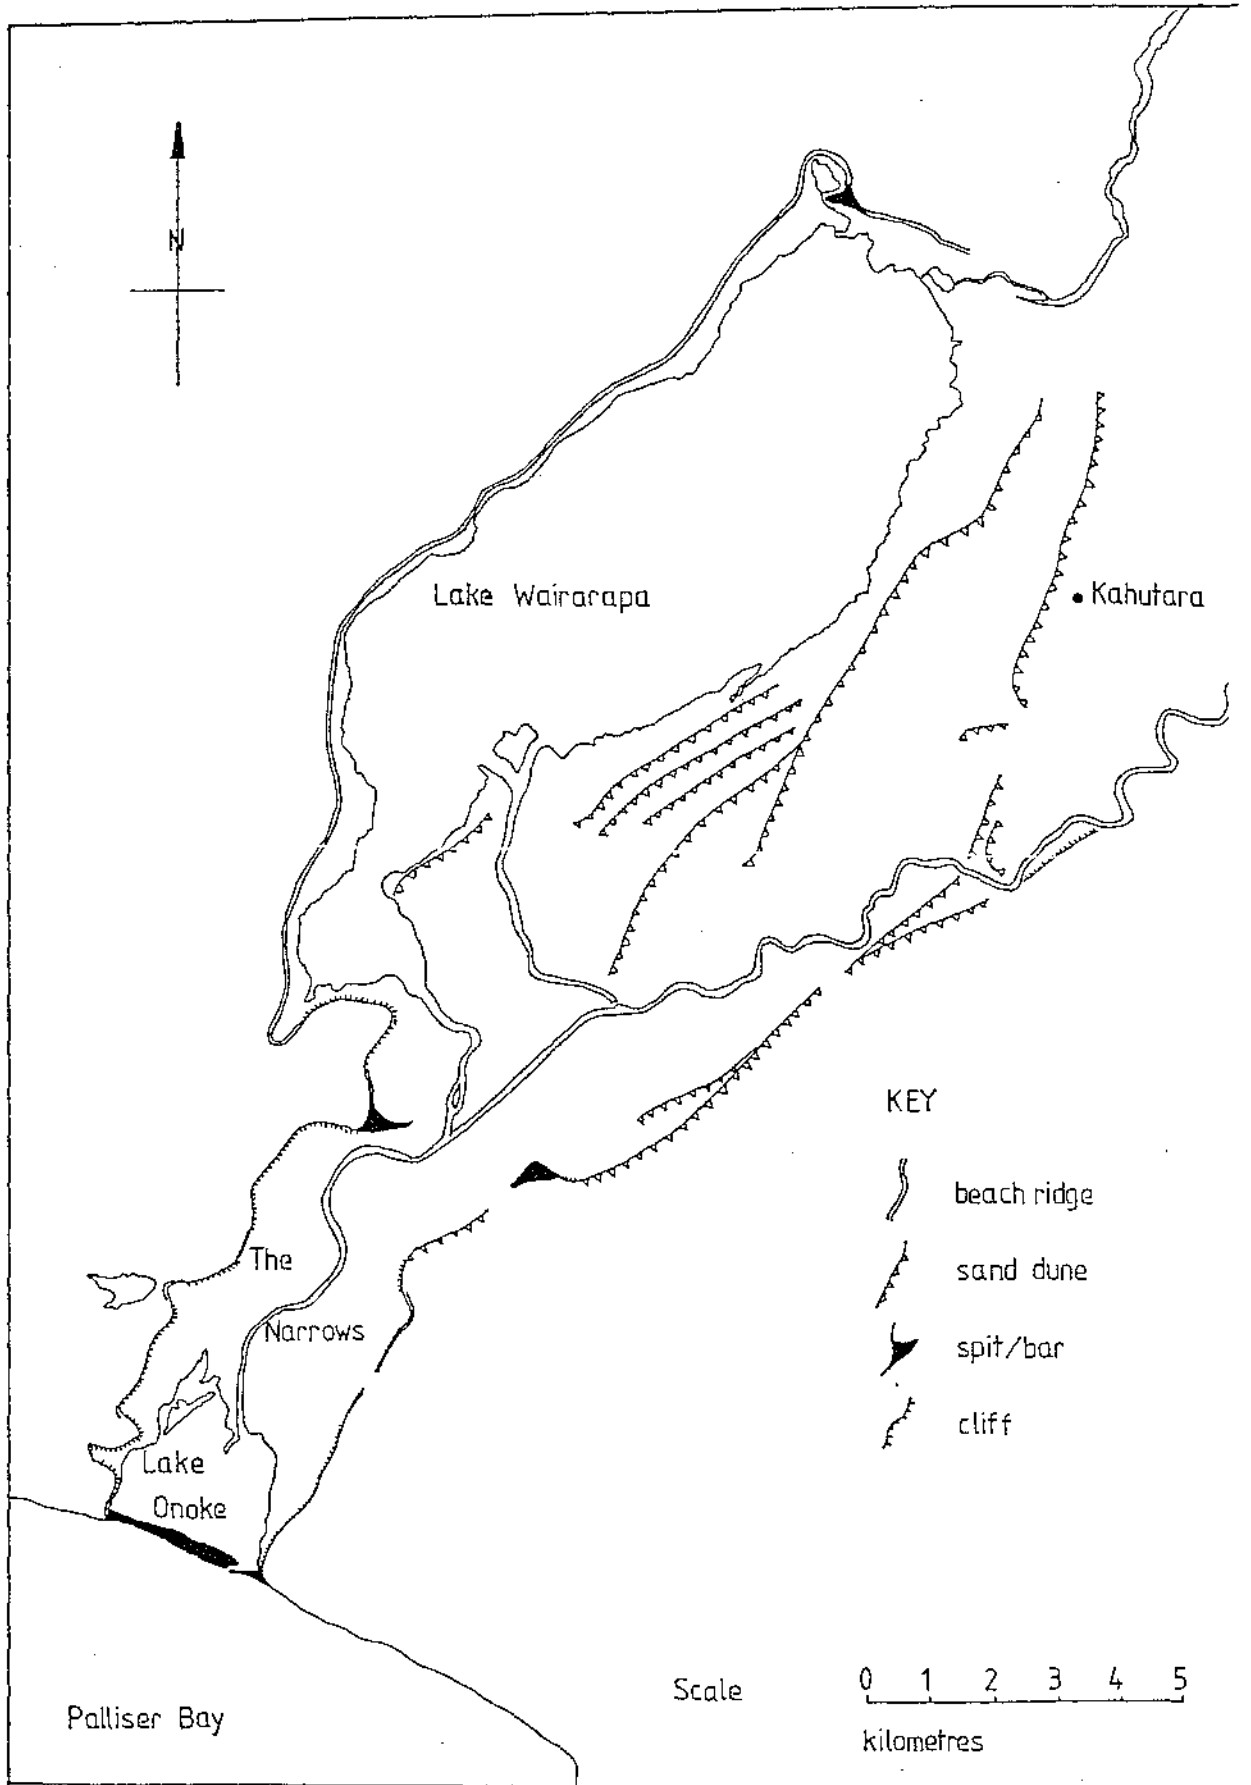 N
Lake Wairarapa
Kahutara
The
Narrows
Lake
Onoke
Palliser Bay
KEY
beach ridge
sand dune
spit/bar
cliff
Scale
0 1 2 3 4 5
kilometres